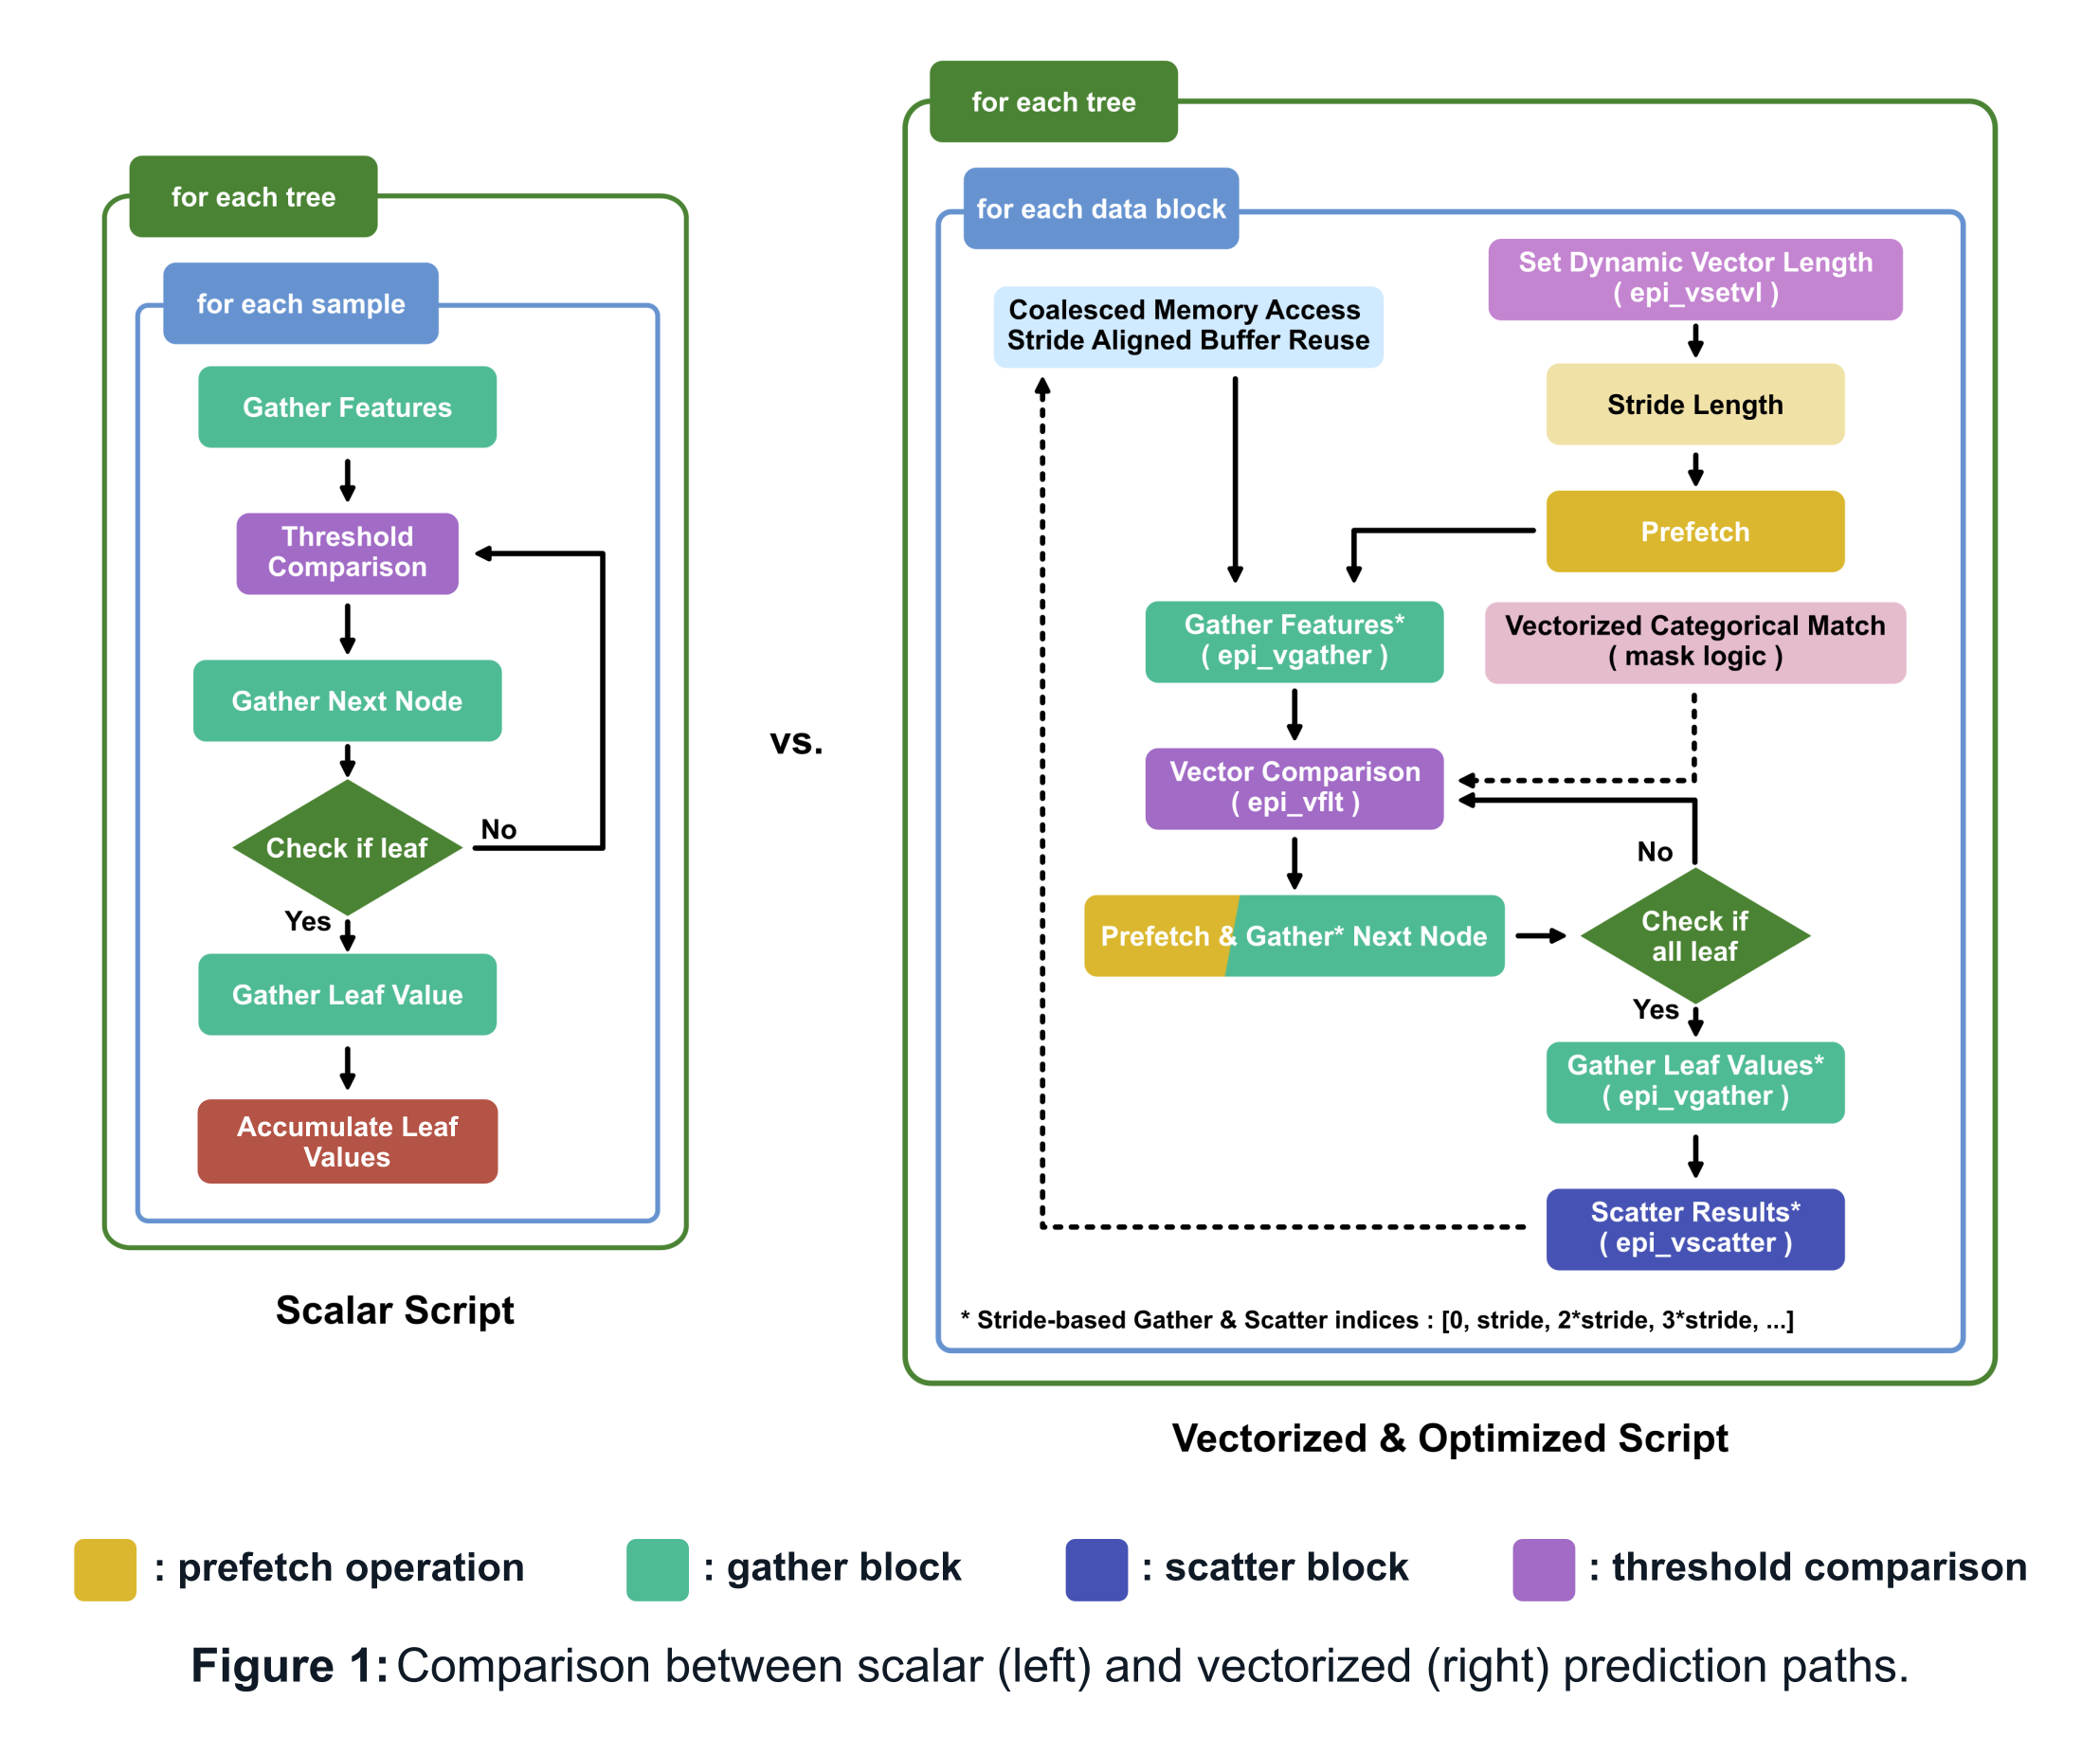 for each tree
for each sample
Gather Features
Threshold
Comparison
Gather Next Node
Check if leaf
No
Yes
Gather Leaf Value
Accumulate Leaf
Values
Scalar Script
vs.
for each tree
for each data block
Set Dynamic Vector Length
( epi_vsetvl )
Coalesced Memory Access
Stride Aligned Buffer Reuse
Stride Length
Prefetch
Gather Features*
( epi_vgather )
Vectorized Categorical Match
( mask logic )
Vector Comparison
( epi_vflt )
Prefetch & Gather* Next Node
No
Check if
all leaf
Yes
Gather Leaf Values*
( epi_vgather )
Scatter Results*
( epi_vscatter )
* Stride-based Gather & Scatter indices : [0, stride, 2*stride, 3*stride, ...]
Vectorized & Optimized Script
: prefetch operation
: gather block
: scatter block
: threshold comparison
Figure 1: Comparison between scalar (left) and vectorized (right) prediction paths.